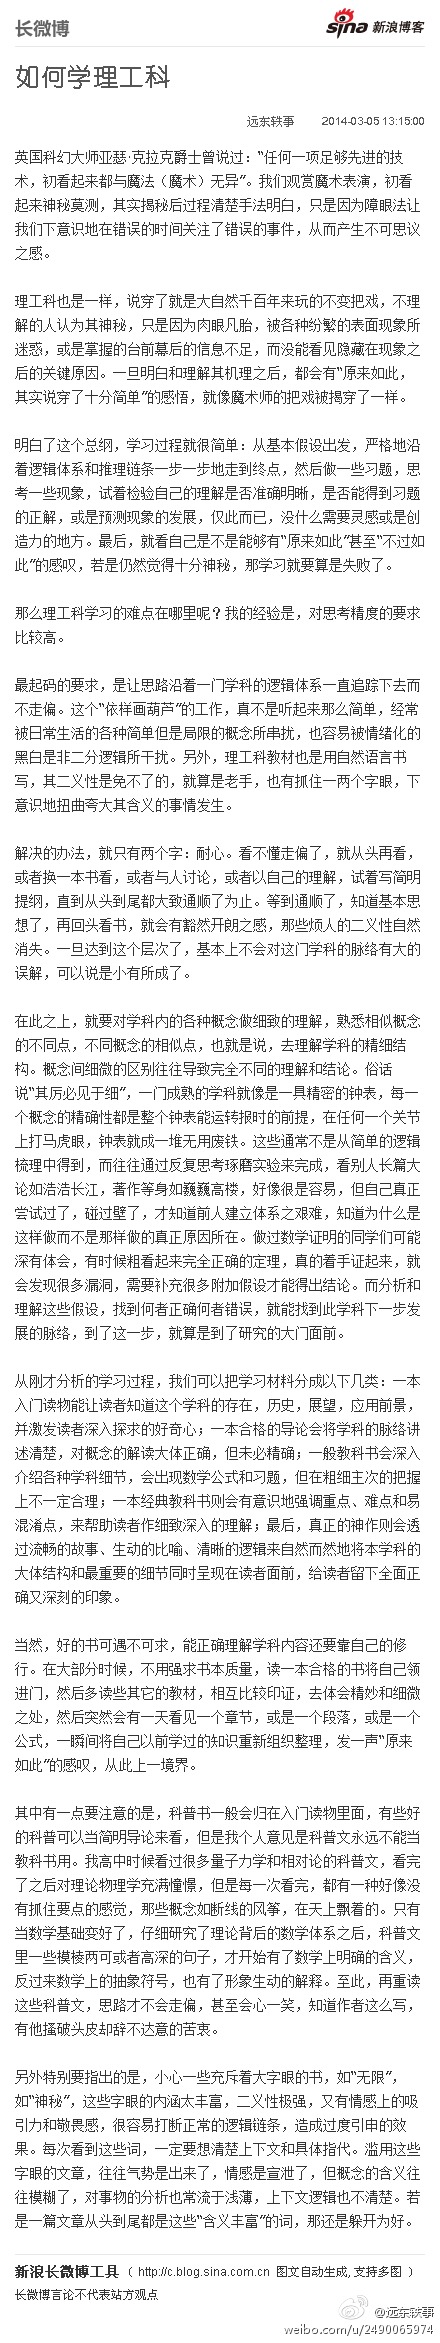 长微博
sina 新浪博客
如何学理工科
远东轶事 2014-03-05 13:15:00
英国科幻大师亚瑟·克拉克爵士曾说过：“任何一项足够先进的技
术，初看起来都与魔法（魔术）无异”。我们观赏魔术表演，初看
起来神秘莫测，其实揭秘后过程清楚手法明白，只是因为障眼法让
我们下意识地在错误的时间关注了错误的事件，从而产生不可思议
之感。
理工科也是一样，说穿了就是大自然千百年来玩的不变把戏，不理
解的人认为其神秘，只是因为肉眼凡胎，被各种纷繁的表面现象所
迷惑，或是掌握的台前幕后的信息不足，而没能看见隐藏在现象之
后的关键原因。一旦明白和理解其机理之后，都会有“原来如此，
其实说穿了十分简单”的感悟，就像魔术师的把戏被揭穿了一样。
明白了这个总纲，学习过程就很简单：从基本假设出发，严格地沿
着逻辑体系和推理链条一步一步地走到终点，然后做一些习题，思
考一些现象，试着检验自己的理解是否准确明晰，是否能得到习题
的正解，或是预测现象的发展，仅此而已，没什么需要灵感或是创
造力的地方。最后，就看自己是不是能够有“原来如此”甚至“不过如
此”的感叹，若是仍然觉得十分神秘，那学习就要算是失败了。
那么理工科学习的难点在哪里呢？我的经验是，对思考精度的要求
比较高。
最起码的要求，是让思路沿着一门学科的逻辑体系一直追踪下去而
不走偏。这个“依样画葫芦”的工作，真不是听起来那么简单，经常
被日常生活的各种简单但是局限的概念所串扰，也容易被情绪化的
黑白是非二分逻辑所干扰。另外，理工科教材也是用自然语言书
写，其二义性是免不了的，就算是老手，也有抓住一两个字眼，下
意识地扭曲夸大其含义的事情发生。
解决的办法，就只有两个字：耐心。看不懂走偏了，就从头再看，
或者换一本书看，或者与人讨论，或者以自己的理解，试着写简明
提纲，直到从头到尾都大致通顺了为止。等到通顺了，知道基本思
想了，再回头看书，就会有豁然开朗之感，那些烦人的二义性自然
消失。一旦达到这个层次了，基本上不会对这门学科的脉络有大的
误解，可以说是小有所成了。
在此之上，就要对学科内的各种概念做细致的理解，熟悉相似概念
的不同点，不同概念的相似点，也就是说，去理解学科的精细结
构。概念间细微的区别往往导致完全不同的理解和结论。俗话
说“其厉必见于细”，一门成熟的学科就像是一具精密的钟表，每一
个概念的精确性都是整个钟表能运转报时的前提，在任何一个关节
上打马虎眼，钟表就成一堆无用废铁。这些通常不是从简单的逻辑
梳理中得到，而往往通过反复思考琢磨实验来完成，看别人长篇大
论如浩浩长江，著作等身如巍巍高楼，好像很是容易，但自己真正
尝试过了，碰过壁了，才知道前人建立体系之艰难，知道为什么是
这样做而不是那样做的真正原因所在。做过数学证明的同学们可能
深有体会，有时候粗看起来完全正确的定理，真的着手证起来，就
会发现很多漏洞，需要补充很多附加假设才能得出结论。而分析和
理解这些假设，找到何者正确何者错误，就能找到此学科下一步发
展的脉络，到了这一步，就算是到了研究的大门面前。
从刚才分析的学习过程，我们可以把学习材料分成以下几类：一本
入门读物能让读者知道这个学科的存在，历史，展望，应用前景，
并激发读者深入探求的好奇心；一本合格的导论会将学科的脉络讲
述清楚，对概念的解读大体正确，但未必精确；一般教科书会深入
介绍各种学科细节，会出现数学公式和习题，但在粗细主次的把握
上不一定合理；一本经典教科书则会有意识地强调重点、难点和易
混淆点，来帮助读者作细致深入的理解；最后，真正的神作则会透
过流畅的故事、生动的比喻、清晰的逻辑来自然而然地将本学科的
大体结构和最重要的细节同时呈现在读者面前，给读者留下全面正
确又深刻的印象。
当然，好的书可遇不可求，能正确理解学科内容还要靠自己的修
行。在大部分时候，不用强求书本质量，读一本合格的书将自己领
进门，然后多读些其它的教材，相互比较印证，去体会精妙和细微
之处，然后突然会有一天看见一个章节，或是一个段落，或是一个
公式，一瞬间将自己以前学过的知识重新组织整理，发一声“原来
如此”的感叹，从此上一境界。
其中有一点要注意的是，科普书一般会归在入门读物里面，有些好
的科普可以当简明导论来看，但是我个人意见是科普文永远不能当
教科书用。我高中时候看过很多量子力学和相对论的科普文，看完
了之后对理论物理学充满憧憬，但是每一次看完，都有一种好像没
有抓住要点的感觉，那些概念如断线的风筝，在天上飘着的。只有
当数学基础变好了，仔细研究了理论背后的数学体系之后，科普文
里一些模棱两可或者高深的句子，才开始有了数学上明确的含义，
反过来数学上的抽象符号，也有了形象生动的解释。至此，再重读
这些科普文，思路才不会走偏，甚至会心一笑，知道作者这么写，
有他搔破头皮却辞不达意的苦衷。
另外特别要指出的是，小心一些充斥着大字眼的书，如“无限”，
如“神秘”，这些字眼的内涵太丰富，二义性极强，又有情感上的吸
引力和敬畏感，很容易打断正常的逻辑链条，造成过度引申的效
果。每次看到这些词，一定要想清楚上下文和具体指代。滥用这些
字眼的文章，往往气势是出来了，情感是宣泄了，但概念的含义往
往模糊了，对事物的分析也常流于浅薄，上下文逻辑也不清楚。若
是一篇文章从头到尾都是这些“含义丰富”的词，那还是躲开为好。
新浪长微博工具（ http://c.blog.sina.com.cn 图文自动生成, 支持多图 ）
长微博言论不代表站方观点
@远东轶事
weibo.com/u/2490065974